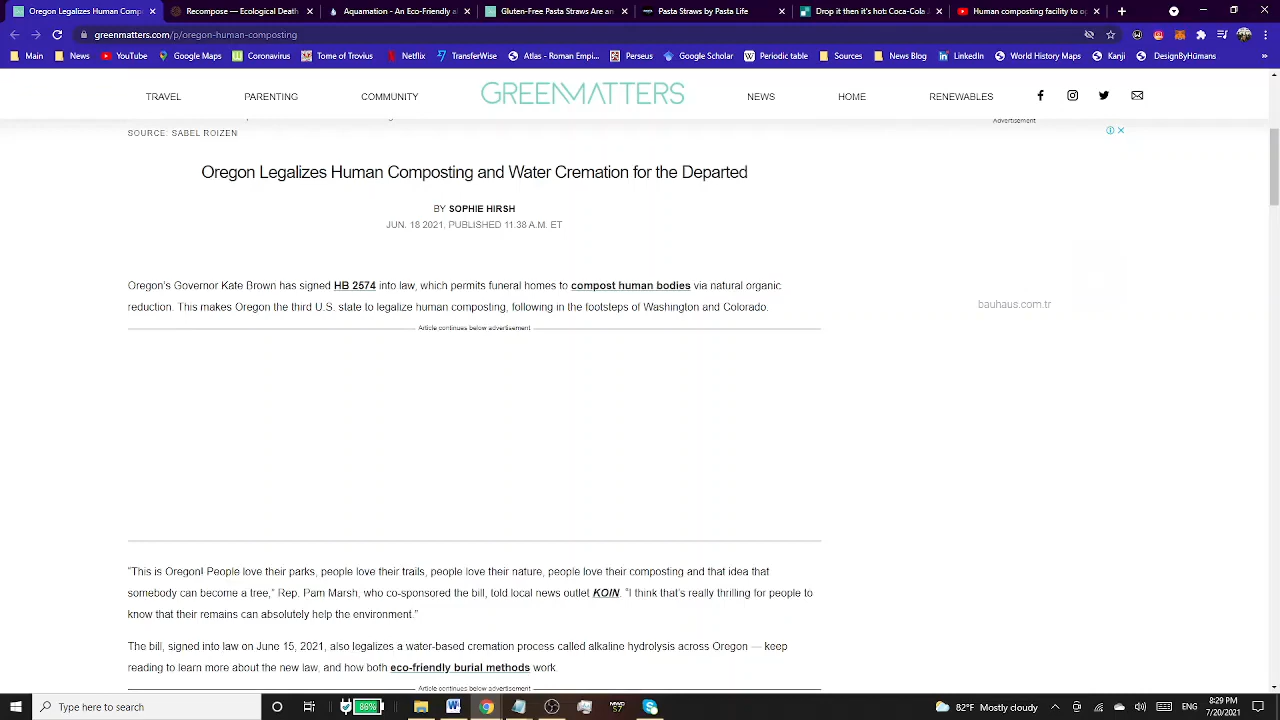 Oregon Legalizes Human Comp
Recompose — Ecological Death
Aquamation - An Eco-Friendly al
Gluten-Free Pasta Straws Are an
Pasta Straws by Pasta Life
Drop it then it's hot: Coca-Cola
Human composting facility to op
greenmatters.com/p/oregon-human-composting
Main
News
YouTube
Google Maps
Coronavirus
Tome of Trovius
Netflix
TysiferWise
Atlas - Roman Empi...
Perseus
Google Scholar
Periodic table
Sources
News Blog
LinkedIn
World History Maps
Kanji
DesignByHumans
TRAVEL
PARENTING
COMMUNITY
GREENMATTERS
NEWS
HOME
RENEWABLES
SOURCE: SABEL ROIZEN
Advertisement
Oregon Legalizes Human Composting and Water Cremation for the Departed
BY SOPHIE HIRSH
JUN. 18 2021, PUBLISHED 11:38 A.M. ET
Oregon's Governor Kate Brown has signed HB 2574 into law, which permits funeral homes to compost human bodies via natural organic
reduction. This makes Oregon the third U.S. state to legalize human composting, following in the footsteps of Washington and Colorado.
bauhaus.com.tr
Article continues below advertisement
"This is Oregon! People love their parks, people love their trails, people love their nature, people love their composting and that idea that
somebody can become a tree," Rep. Pam Marsh, who co-sponsored the bill, told local news outlet KOIN. "I think that's really thrilling for people to
know that their remains can absolutely help the environment."
The bill, signed into law on June 15, 2021, also legalizes a water-based cremation process called alkaline hydrolysis across Oregon — keep
reading to learn more about the new law, and how both eco-friendly burial methods work.
Article continues below advertisement
Type here to search
82°F Mostly cloudy
ENG
8:29 PM
7/20/2021